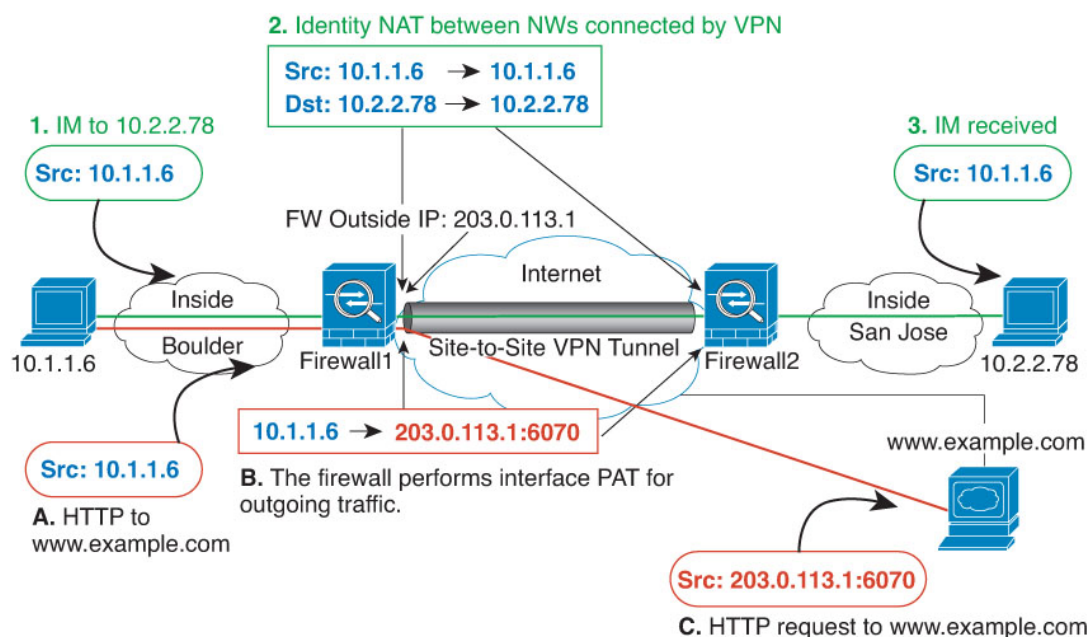 2. Identity NAT between NWs connected by VPN
Src: 10.1.1.6 → 10.1.1.6
Dst: 10.2.2.78 → 10.2.2.78
1. IM to 10.2.2.78
Src: 10.1.1.6
3. IM received
Src: 10.1.1.6
FW Outside IP: 203.0.113.1
Internet
Inside
Boulder
Inside
San Jose
10.1.1.6
Firewall1
Site-to-Site VPN Tunnel
Firewall2
10.2.2.78
10.1.1.6 → 203.0.113.1:6070
B. The firewall performs interface PAT for
outgoing traffic.
www.example.com
Src: 10.1.1.6
A. HTTP to
www.example.com
Src: 203.0.113.1:6070
C. HTTP request to www.example.com